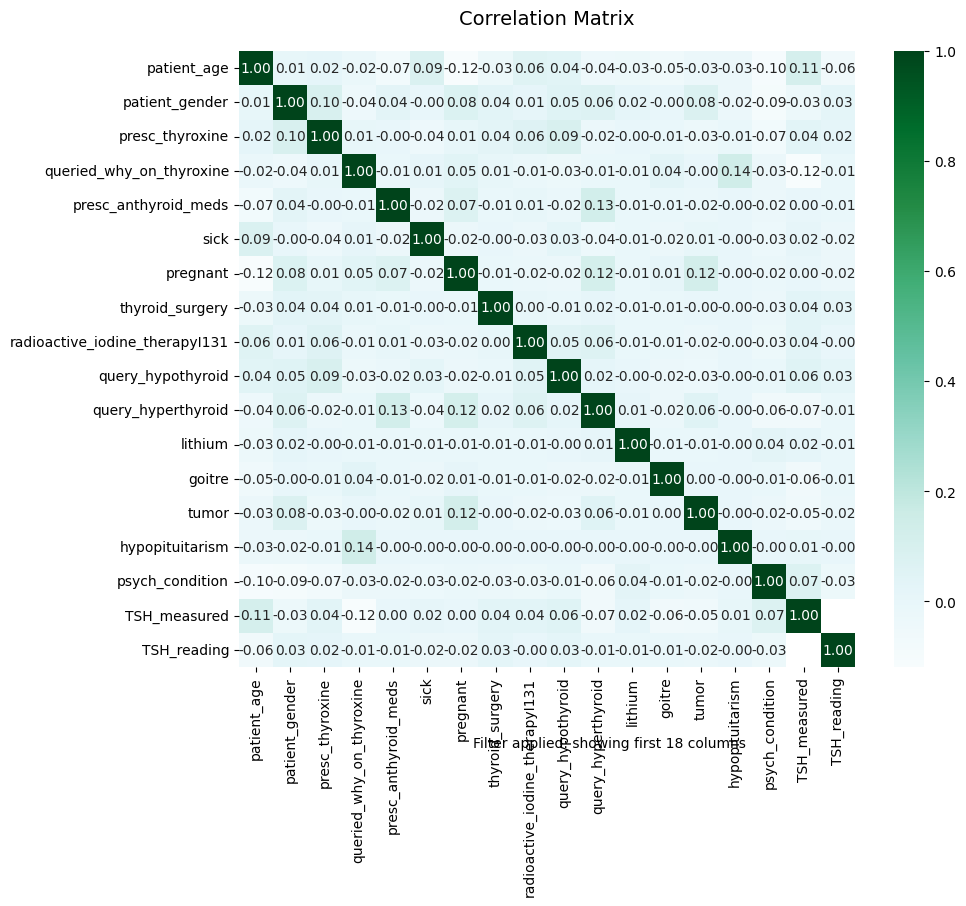 Correlation Matrix
patient_age 1.00 0.01 0.02 -0.02 -0.07 0.09 -0.12 -0.03 0.06 0.04 -0.04 -0.03 -0.05 -0.03 -0.03 -0.10 0.11 -0.06
patient_gender 0.01 1.00 0.10 -0.04 0.04 -0.00 0.08 0.04 0.01 0.05 0.06 0.02 -0.00 0.08 -0.02 -0.09 -0.03 0.03
presc_thyroxine 0.02 0.10 1.00 0.01 -0.00 -0.04 0.01 0.04 0.06 0.09 -0.02 -0.00 -0.01 -0.03 -0.01 -0.07 0.04 0.02
queried_why_on_thyroxine -0.02 -0.04 0.01 1.00 -0.01 0.01 0.05 0.01 -0.01 -0.03 -0.01 -0.01 0.04 -0.00 0.14 -0.03 -0.12 -0.01
presc_anthyroid_meds -0.07 0.04 -0.00 -0.01 1.00 -0.02 0.07 -0.01 0.01 -0.02 0.13 -0.01 -0.01 -0.02 -0.00 -0.02 0.00 -0.01
sick 0.09 -0.00 -0.04 0.01 -0.02 1.00 -0.02 -0.00 -0.03 0.03 -0.04 -0.01 -0.02 0.01 -0.00 -0.03 0.02 -0.02
pregnant -0.12 0.08 0.01 0.05 0.07 -0.02 1.00 -0.01 -0.02 -0.02 0.12 -0.01 0.01 0.12 -0.00 -0.02 0.00 -0.02
thyroid_surgery -0.03 0.04 0.04 0.01 -0.01 -0.00 -0.01 1.00 0.00 -0.01 0.02 -0.01 -0.01 -0.00 -0.00 -0.03 0.04 0.03
radioactive_iodine_therapyI131 0.06 0.01 0.06 -0.01 0.01 -0.03 -0.02 0.00 1.00 0.05 0.06 -0.01 -0.01 -0.02 -0.00 -0.03 0.04 -0.00
query_hypothyroid 0.04 0.05 0.09 -0.03 -0.02 0.03 -0.02 -0.01 0.05 1.00 0.02 -0.00 -0.02 -0.03 -0.00 -0.01 0.06 0.03
query_hyperthyroid -0.04 0.06 -0.02 -0.01 0.13 -0.04 0.12 0.02 0.06 0.02 1.00 0.01 -0.02 0.06 -0.00 -0.06 -0.07 -0.01
lithium -0.03 0.02 -0.00 -0.01 -0.01 -0.01 -0.01 -0.01 -0.01 -0.00 0.01 1.00 -0.01 -0.01 -0.00 0.04 0.02 -0.01
goitre -0.05 -0.00 -0.01 0.04 -0.01 -0.02 0.01 -0.01 -0.01 -0.02 -0.02 -0.01 1.00 0.00 -0.00 -0.01 -0.06 -0.01
tumor -0.03 0.08 -0.03 -0.00 -0.02 0.01 0.12 -0.00 -0.02 -0.03 0.06 -0.01 0.00 1.00 -0.00 -0.02 -0.05 -0.02
hypopituitarism -0.03 -0.02 -0.01 0.14 -0.00 -0.00 -0.00 -0.00 -0.00 -0.00 -0.00 -0.00 -0.00 -0.00 1.00 -0.00 0.01 -0.00
psych_condition -0.10 -0.09 -0.07 -0.03 -0.02 -0.03 -0.02 -0.03 -0.03 -0.01 -0.06 0.04 -0.01 -0.02 -0.00 1.00 0.07 -0.03
TSH_measured 0.11 -0.03 0.04 -0.12 0.00 0.02 0.00 0.04 0.04 0.06 -0.07 0.02 -0.06 -0.05 0.01 0.07 1.00
TSH_reading -0.06 0.03 0.02 -0.01 -0.01 -0.02 -0.02 0.03 -0.00 0.03 -0.01 -0.01 -0.01 -0.02 -0.00 -0.03 1.00
patient_age
patient_gender
presc_thyroxine
queried_why_on_thyroxine
presc_anthyroid_meds
sick
pregnant
thyroid_surgery
radioactive_iodine_therapyI131
query_hypothyroid
query_hyperthyroid
lithium
goitre
tumor
hypopituitarism
psych_condition
TSH_measured
TSH_reading
Filter applied, showing first 18 columns
1.0
0.8
0.6
0.4
0.2
0.0